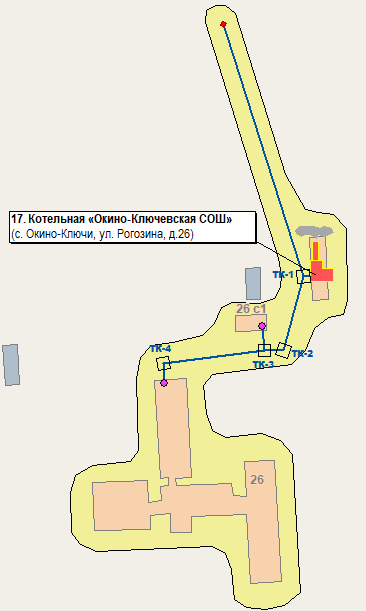 17. Котельная «Окино-Ключевская СОШ»
(с. Окино-Ключи, ул. Рогозина, д.26)
ТК-1
26 с1
ТК-4
ТК-2
ТК-3
26